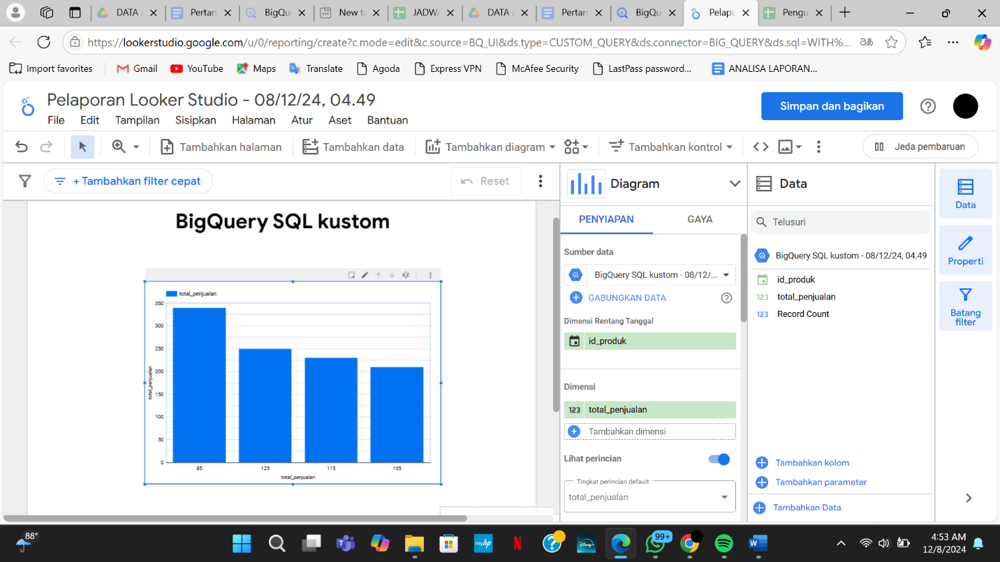 DATA A
Pertan
BigQue
New ta
JADWA
DATA A
Pertan
BigQu
Pelapo
Pengu
https://lookerstudio.google.com/u/0/reporting/create?c.mode=edit&c.source=BQ_UI&ds.type=CUSTOM_QUERY&ds.connector=BIG_QUERY&ds.sql=WITH%...
Import favorites
Gmail
YouTube
Maps
Translate
Agoda
Express VPN
McAfee Security
LastPass password...
ANALISA LAPORAN...
Pelaporan Looker Studio - 08/12/24, 04.49
File Edit Tampilan Sisipkan Halaman Atur Aset Bantuan
Simpan dan bagikan
Tambahkan halaman
Tambahkan data
Tambahkan diagram
Tambahkan kontrol
Jeda pembaruan
+ Tambahkan filter cepat
Reset
BigQuery SQL kustom
total_penjualan
350
300
250
200
150
100
50
0
total_penjualan
85 125 115 105
total_penjualan
Diagram
PENYIAPAN
GAYA
Sumber data
BigQuery SQL kustom - 08/12/...
GABUNGKAN DATA
Dimensi Rentang Tanggal
id_produk
Dimensi
123 total_penjualan
Tambahkan dimensi
Lihat perincian
Tingkat perincian default
total_penjualan
Data
Telusuri
BigQuery SQL kustom - 08/12/24, 04.49
id_produk
123 total_penjualan
123 Record Count
Tambahkan kolom
Tambahkan parameter
Tambahkan Data
Data
Properti
Batang
filter
88°
myhp
N
Disney+
99+
4:53 AM
12/8/2024